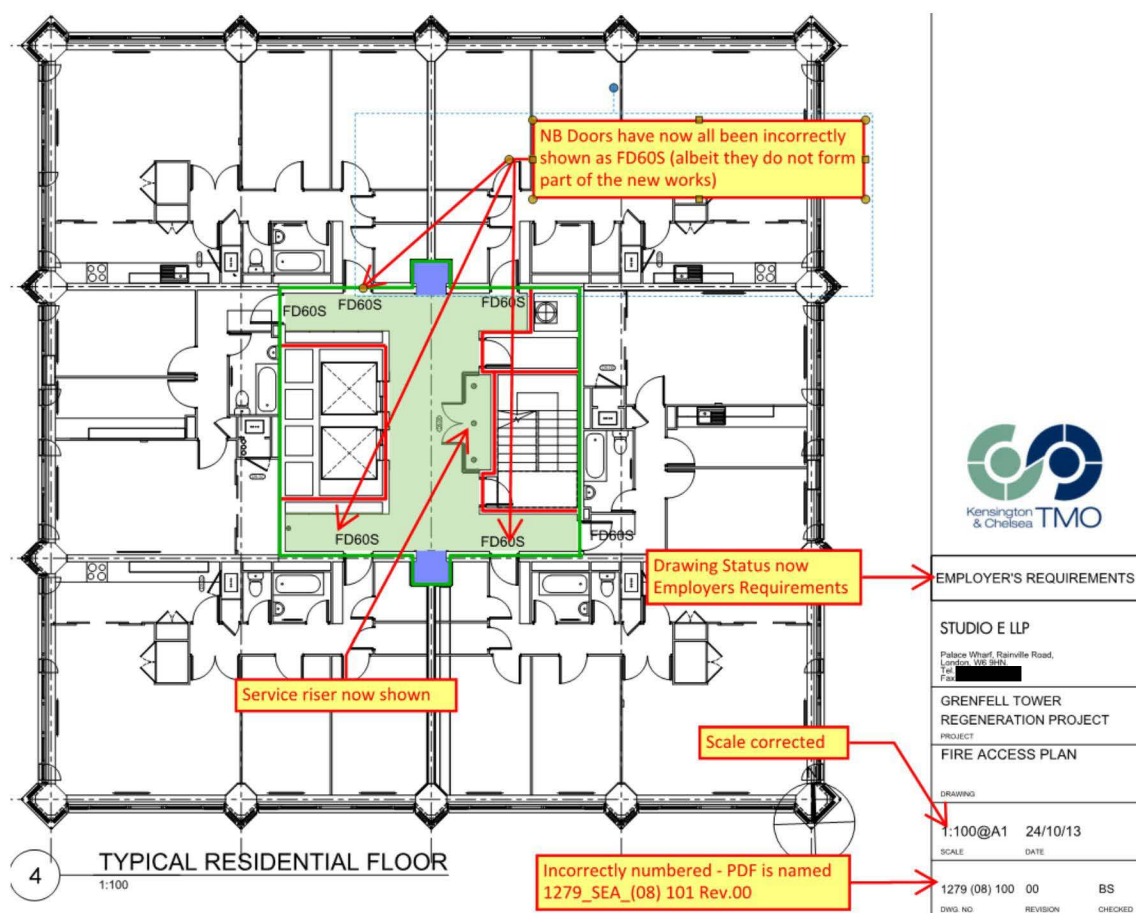 NB Doors have now all been incorrectly
shown as FD60S (albeit they do not form
part of the new works)
FD60S
FD60S
FD60S
FD60S
FD60S
FD60S
Service riser now shown
4
TYPICAL RESIDENTIAL FLOOR
1:100
Kensington
& Chelsea TMO
Drawing Status now
Employers Requirements
EMPLOYER'S REQUIREMENTS
STUDIO E LLP
Palace Wharf, Rainville Road,
London, W6 9HN.
Tel.
Fax
GRENFELL TOWER
REGENERATION PROJECT
PROJECT
FIRE ACCESS PLAN
DRAWING
Scale corrected
1:100@A1 24/10/13
SCALE DATE
Incorrectly numbered - PDF is named
1279_SEA_(08) 101 Rev.00
1279 (08) 100 00 BS
DWG. NO. REVISION CHECKED